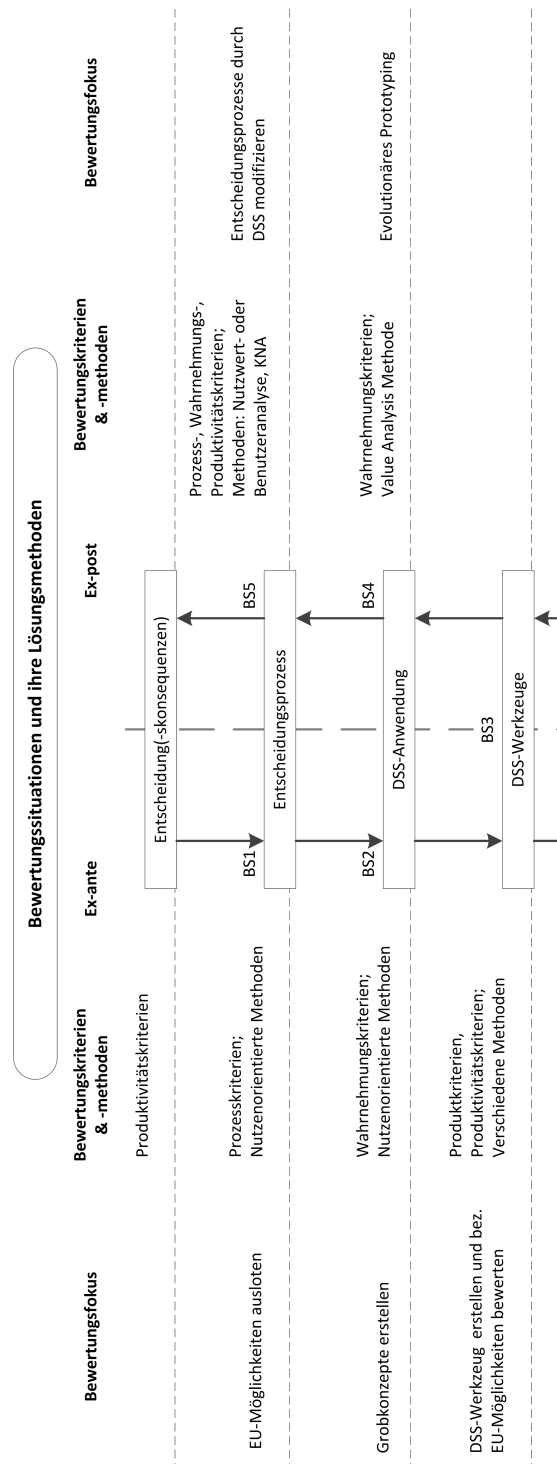 Bewertungssituationen und ihre Lösungsmethoden
Bewertungsfokus
Bewertungskriterien
& -methoden
Ex-ante
Ex-post
Bewertungskriterien
& -methoden
Bewertungsfokus
Produktivitätskriterien
Entscheidung(-skonsequenzen)
EU-Möglichkeiten ausloten
Prozesskriterien;
Nutzenorientierte Methoden
BS1
BS5
Prozess-, Wahrnehmungs-,
Produktivitätskriterien;
Methoden: Nutzwert- oder
Benutzeranalyse, KNA
Entscheidungsprozesse durch
DSS modifizieren
Entscheidungsprozess
Grobkonzepte erstellen
Wahrnehmungskriterien;
Nutzenorientierte Methoden
BS2
BS4
Wahrnehmungskriterien;
Value Analysis Methode
Evolutionäres Prototyping
DSS-Anwendung
DSS-Werkzeug erstellen und bez.
EU-Möglichkeiten bewerten
Produktkriterien,
Produktivitätskriterien;
Verschiedene Methoden
BS3
DSS-Werkzeuge